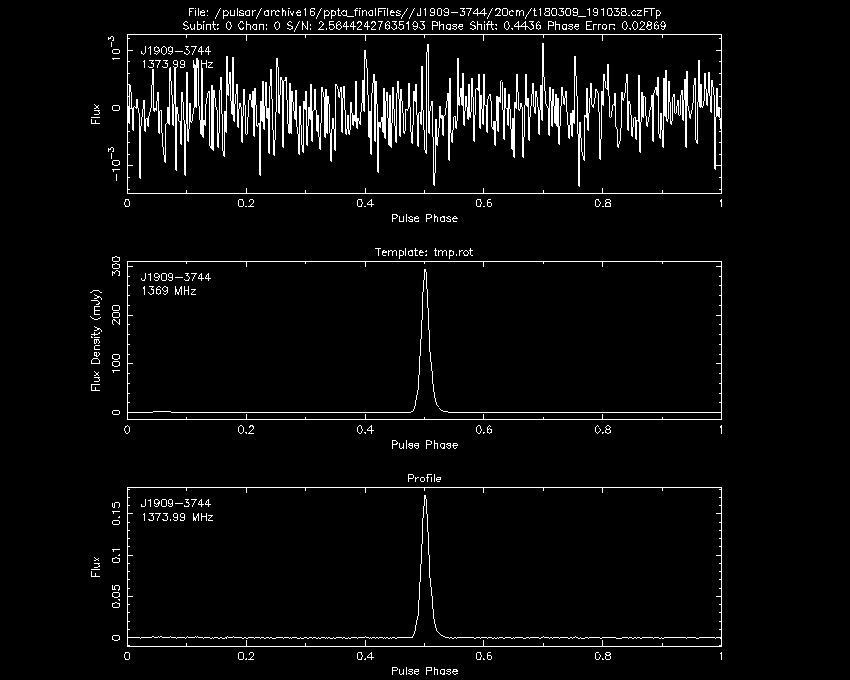 File: /pulsar/archive16/ppta_finalFiles//J1909-3744/20cm/t180309_191038.czFTp
Subint: 0 Chan: 0 S/N: 2.56442427635193 Phase Shift: 0.4436 Phase Error: 0.02869
J1909-3744
1373.99 MHz
10⁻³
0
−10⁻³
Flux
0 0.2 0.4 0.6 0.8 1
Pulse Phase
Template: tmp.rot
J1909-3744
1369 MHz
300
200
100
0
Flux Density (mJy)
0 0.2 0.4 0.6 0.8 1
Pulse Phase
Profile
J1909-3744
1373.99 MHz
0.15
0.1
0.05
0
Flux
0 0.2 0.4 0.6 0.8 1
Pulse Phase